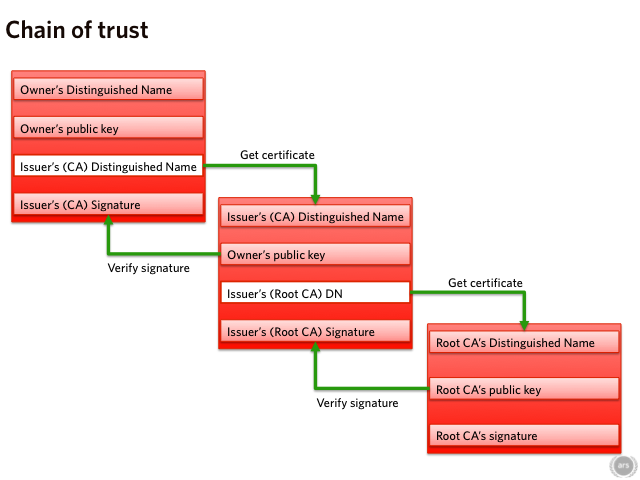 Chain of trust
Owner's Distinguished Name
Owner's public key
Issuer's (CA) Distinguished Name
Issuer's (CA) Signature
Get certificate
Verify signature
Issuer's (CA) Distinguished Name
Owner's public key
Issuer's (Root CA) DN
Issuer's (Root CA) Signature
Get certificate
Verify signature
Root CA's Distinguished Name
Root CA's public key
Root CA's signature
ars